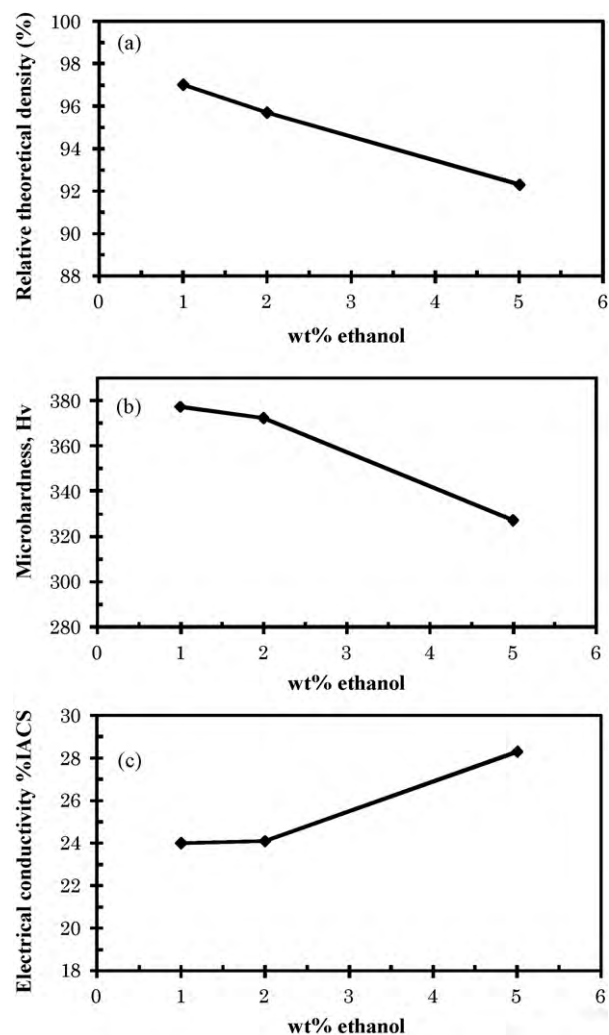 Relative theoretical density (%)
(a)
100
98
96
94
92
90
88
0 1 2 3 4 5 6
wt% ethanol
Microhardness, Hv
(b)
380
360
340
320
300
280
0 1 2 3 4 5 6
wt% ethanol
Electrical conductivity %IACS
(c)
30
28
26
24
22
20
18
0 1 2 3 4 5 6
wt% ethanol